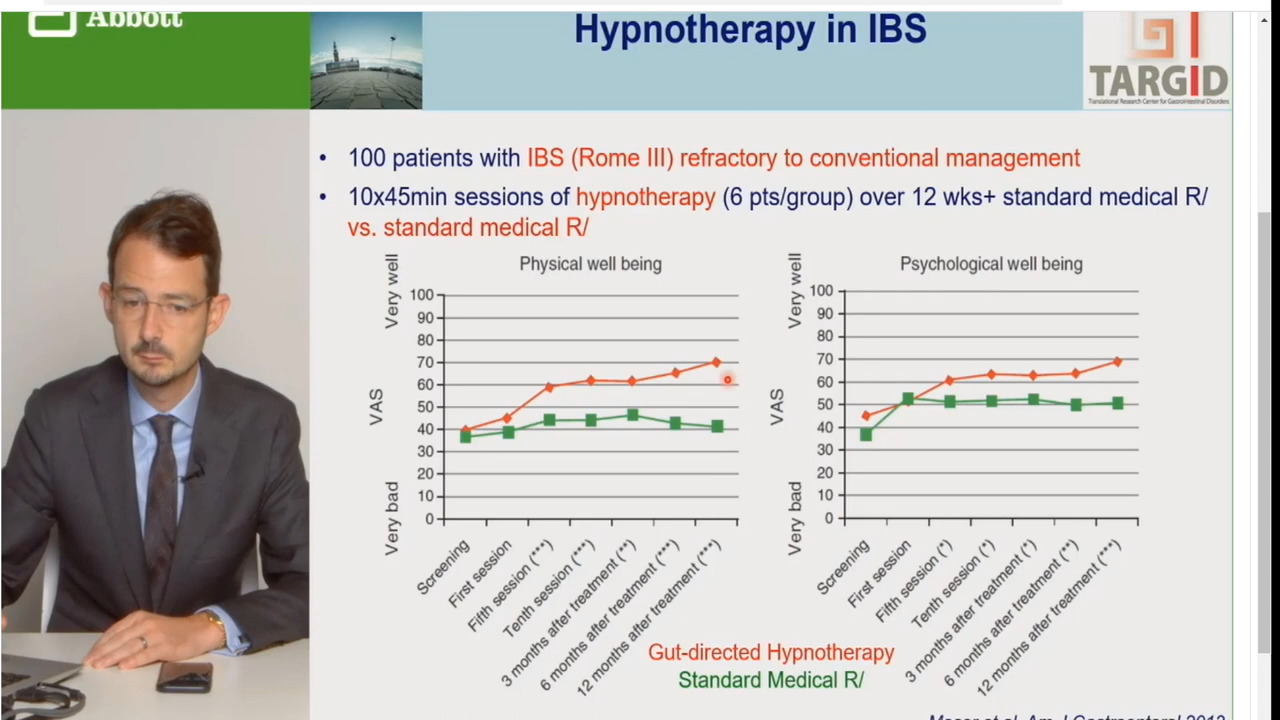 Abbott
Hypnotherapy in IBS
TARGID
Translational Research Center for Gastrointestinal Disorders
• 100 patients with IBS (Rome III) refractory to conventional management
• 10x45min sessions of hypnotherapy (6 pts/group) over 12 wks+ standard medical R/
vs. standard medical R/
Physical well being
Very well
VAS
Very bad
100
90
80
70
60
50
40
30
20
10
0
Screening
First session
Fifth session (***)
Tenth session (***)
3 months after treatment (**)
6 months after treatment (***)
12 months after treatment (***)
Psychological well being
Very well
VAS
Very bad
100
90
80
70
60
50
40
30
20
10
0
Screening
First session
Fifth session (*)
Tenth session (*)
3 months after treatment (*)
6 months after treatment (**)
12 months after treatment (***)
Gut-directed Hypnotherapy
Standard Medical R/
Moser et al, Am J Gastroenterol 2013